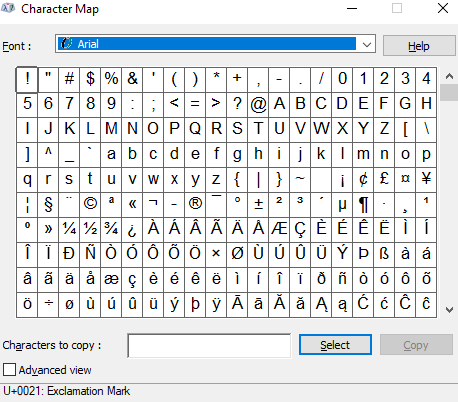 Character Map
Font :
Arial
Help
! " # $ % & ' ( ) * + , - . / 0 1 2 3 4
5 6 7 8 9 : ; < = > ? @ A B C D E F G H
I J K L M N O P Q R S T U V W X Y Z [ \
] ^ _ ` a b c d e f g h i j k l m n o p
q r s t u v w x y z { | } ~   ¡ ¢ £ ¤ ¥
¦ § ¨ © ª « ¬ - ® ¯ ° ± ² ³ ´ µ ¶ · ¸ ¹
º » ¼ ½ ¾ ¿ À Á Â Ã Ä Å Æ Ç È É Ê Ë Ì Í
Î Ï Ð Ñ Ò Ó Ô Õ Ö × Ø Ù Ú Û Ü Ý Þ ß à á
â ã ä å æ ç è é ê ë ì í î ï ð ñ ò ó ô õ
ö ÷ ø ù ú û ü ý þ ÿ Ā ā Ă ă Ą ą Ć ć Ĉ ĉ
Characters to copy :
Select
Copy
Advanced view
U+0021: Exclamation Mark